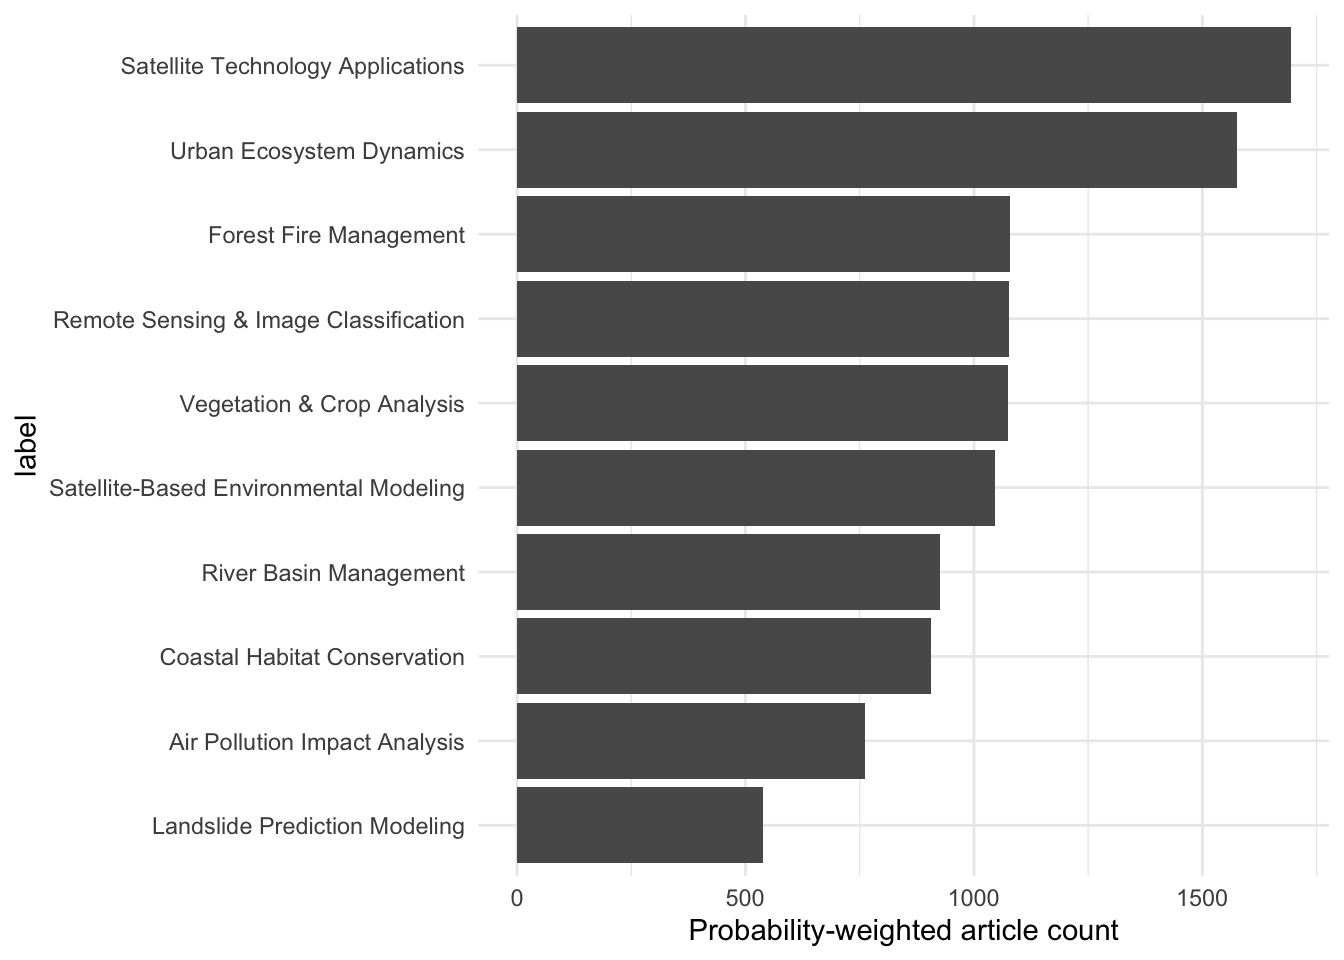 Satellite Technology Applications
Urban Ecosystem Dynamics
Forest Fire Management
Remote Sensing & Image Classification
Vegetation & Crop Analysis
Satellite-Based Environmental Modeling
River Basin Management
Coastal Habitat Conservation
Air Pollution Impact Analysis
Landslide Prediction Modeling
label
0 500 1000 1500
Probability-weighted article count